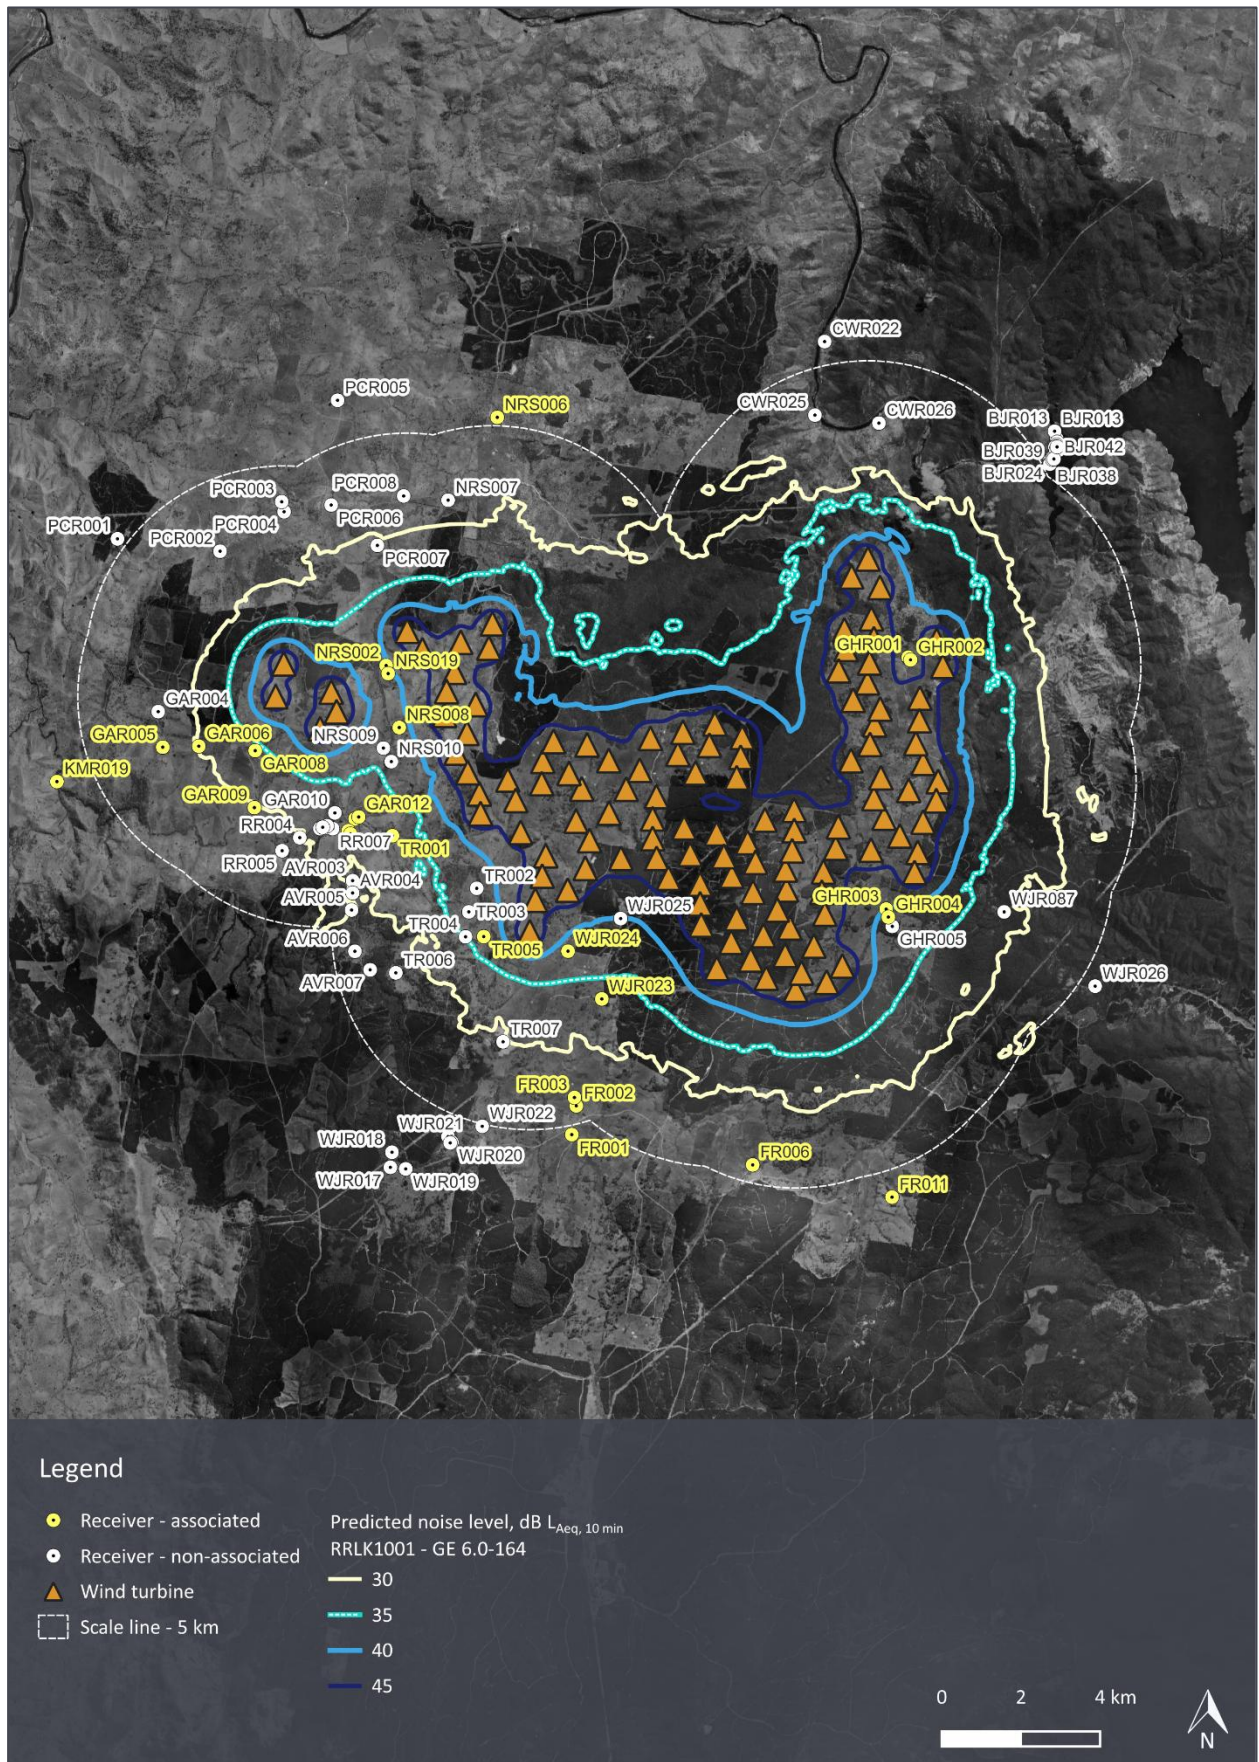 CWR022
PCR005
NRS006
CWR025
CWR026
BJR013
BJR013
BJR039
BJR042
BJR024
BJR038
PCR003
PCR008
NRS007
PCR004
PCR006
PCR001
PCR002
PCR007
NRS002
NRS019
GHR001
GHR002
GAR004
NRS008
GAR005
GAR006
NRS009
NRS010
GAR008
KMR019
GAR009
GAR010
GAR012
RR004
RR007
TR001
RR005
AVR003
AVR004
TR002
AVR005
TR003
WJR025
GHR003
GHR004
WJR087
TR004
GHR005
AVR006
TR005
WJR024
TR006
AVR007
WJR023
WJR026
TR007
FR003
FR002
WJR022
WJR021
WJR018
WJR020
FR001
WJR017
WJR019
FR006
FR011
Legend
Receiver - associated
Receiver - non-associated
Wind turbine
Scale line - 5 km
Predicted noise level, dB LAeq, 10 min
RRLK1001 - GE 6.0-164
30
35
40
45
0 2 4 km
N